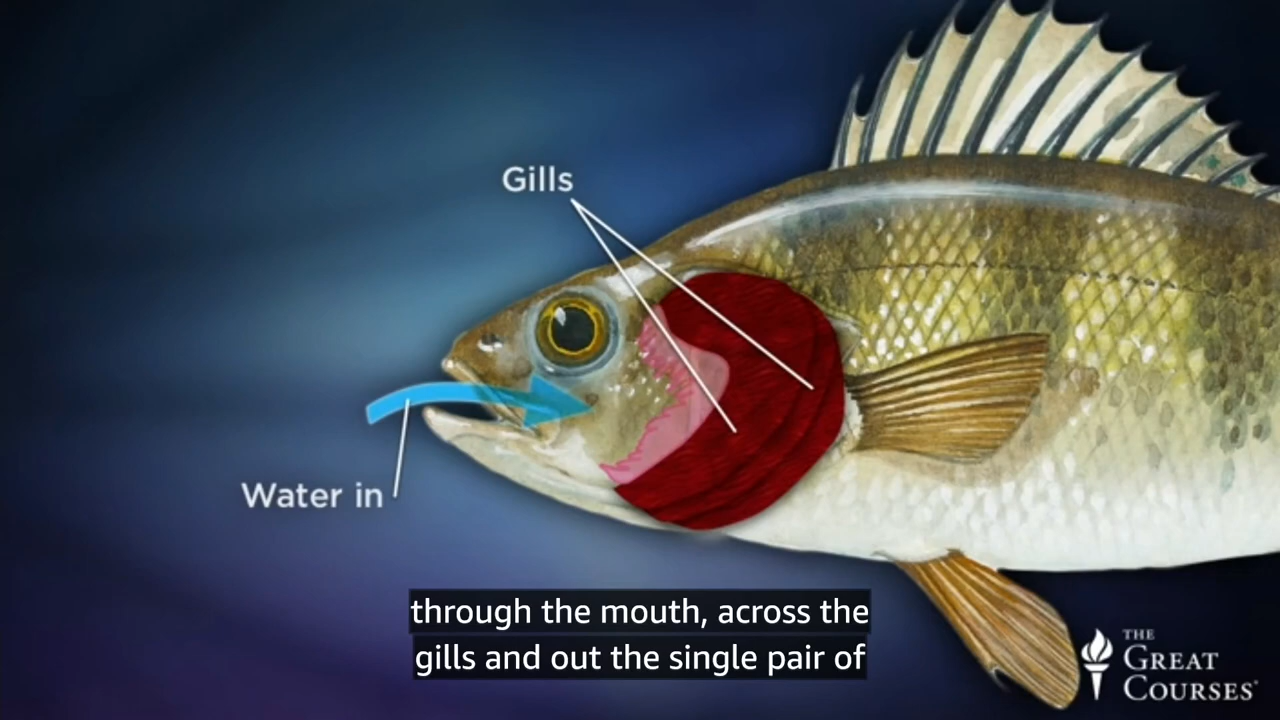 Gills
Water in
through the mouth, across the
gills and out the single pair of
THE
GREAT
COURSES